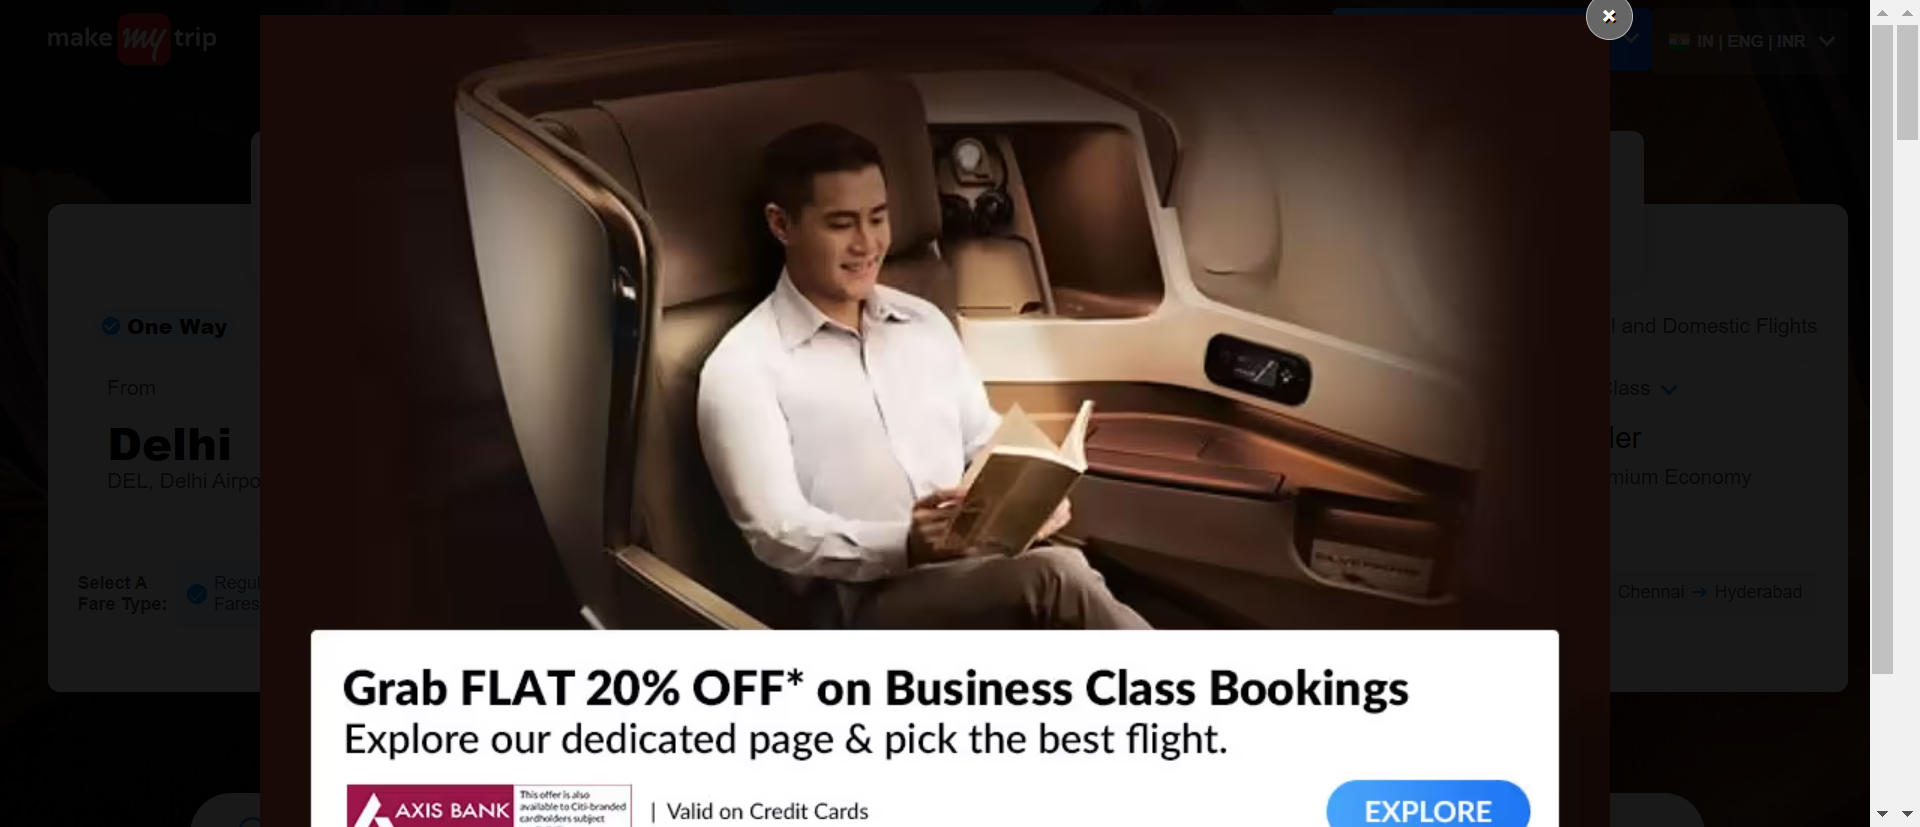 make my trip
IN | ENG | INR
One Way
l and Domestic Flights
From
Class
Delhi
DEL, Delhi Airpo
mium Economy
Select A
Fare Type:
Regul
Fares
Chennai → Hyderabad
Grab FLAT 20% OFF* on Business Class Bookings
Explore our dedicated page & pick the best flight.
AXIS BANK
This offer is also
available to Citi-branded
cardholders subject
| Valid on Credit Cards
EXPLORE